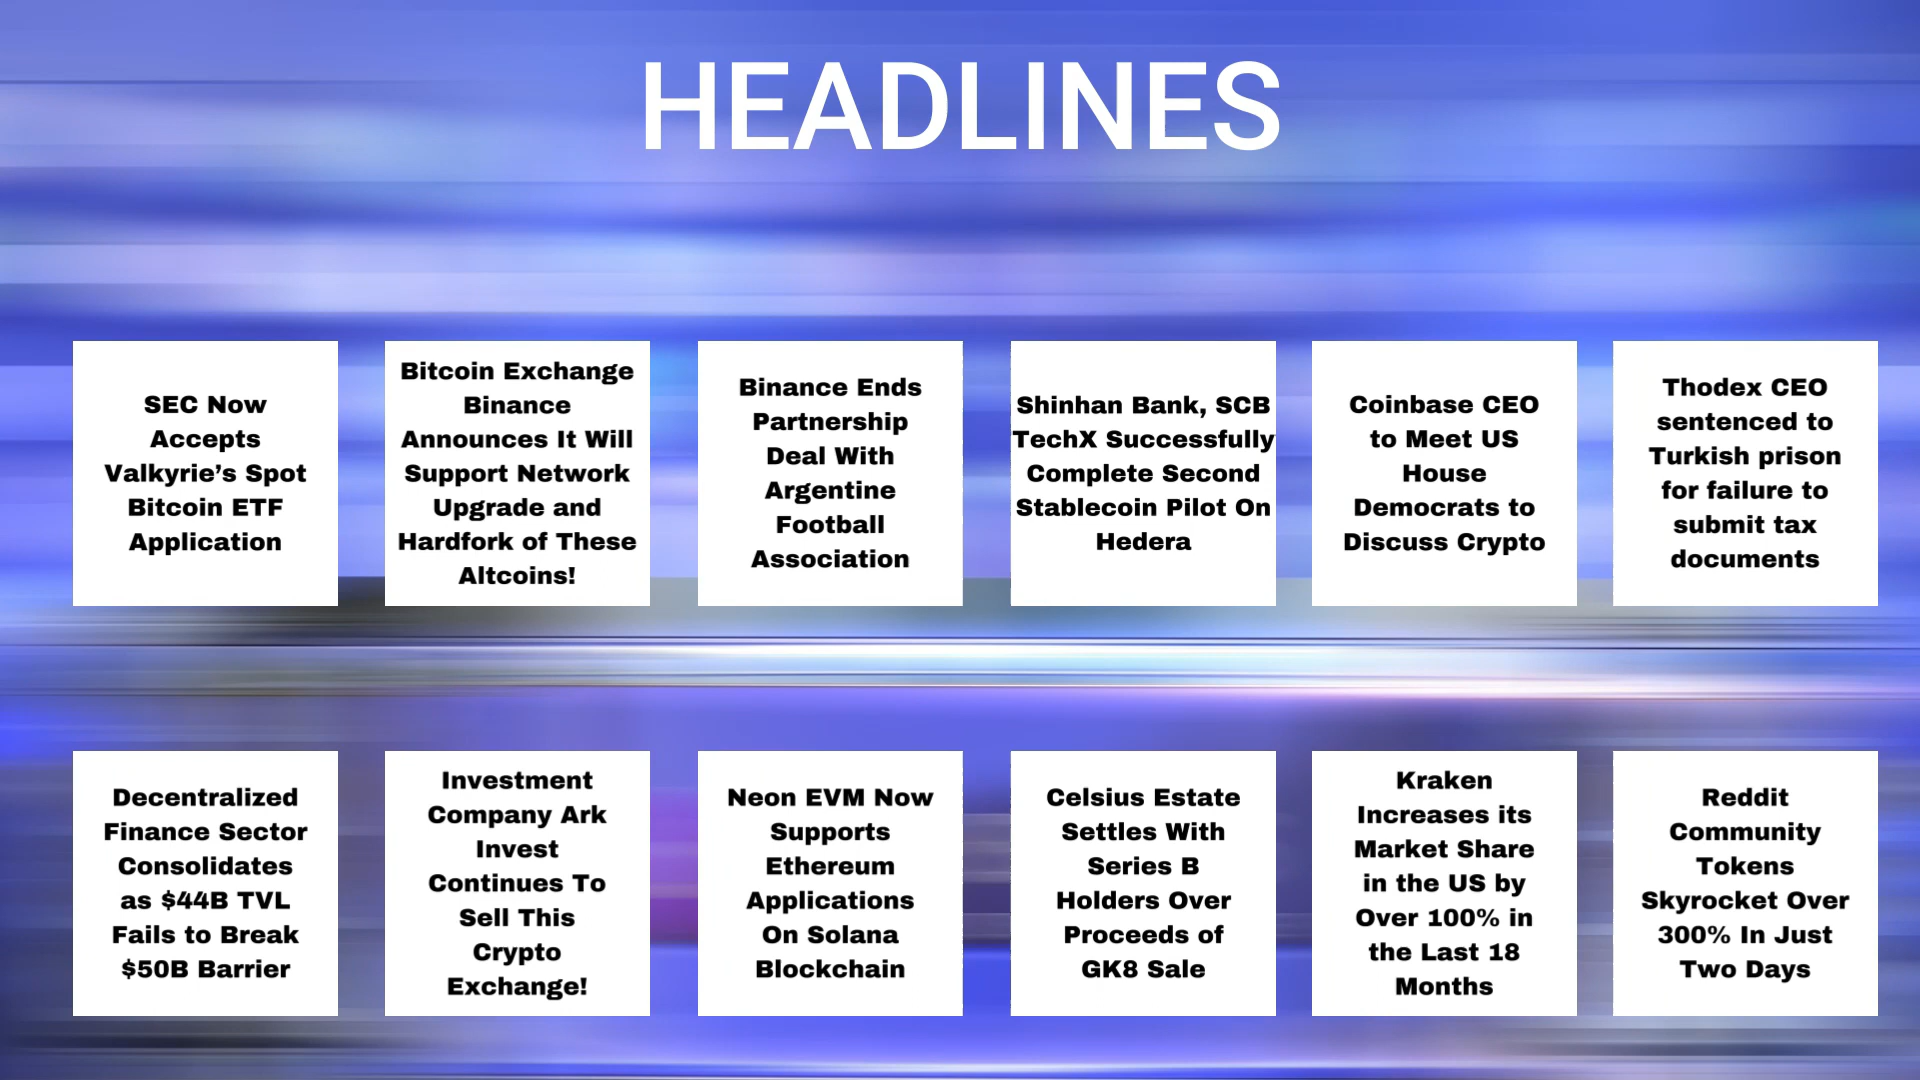 HEADLINES
SEC Now
Accepts
Valkyrie’s Spot
Bitcoin ETF
Application
Bitcoin Exchange
Binance
Announces It Will
Support Network
Upgrade and
Hardfork of These
Altcoins!
Binance Ends
Partnership
Deal With
Argentine
Football
Association
Shinhan Bank, SCB
TechX Successfully
Complete Second
Stablecoin Pilot On
Hedera
Coinbase CEO
to Meet US
House
Democrats to
Discuss Crypto
Thodex CEO
sentenced to
Turkish prison
for failure to
submit tax
documents
Decentralized
Finance Sector
Consolidates
as $44B TVL
Fails to Break
$50B Barrier
Investment
Company Ark
Invest
Continues To
Sell This
Crypto
Exchange!
Neon EVM Now
Supports
Ethereum
Applications
On Solana
Blockchain
Celsius Estate
Settles With
Series B
Holders Over
Proceeds of
GK8 Sale
Kraken
Increases its
Market Share
in the US by
Over 100% in
the Last 18
Months
Reddit
Community
Tokens
Skyrocket Over
300% In Just
Two Days